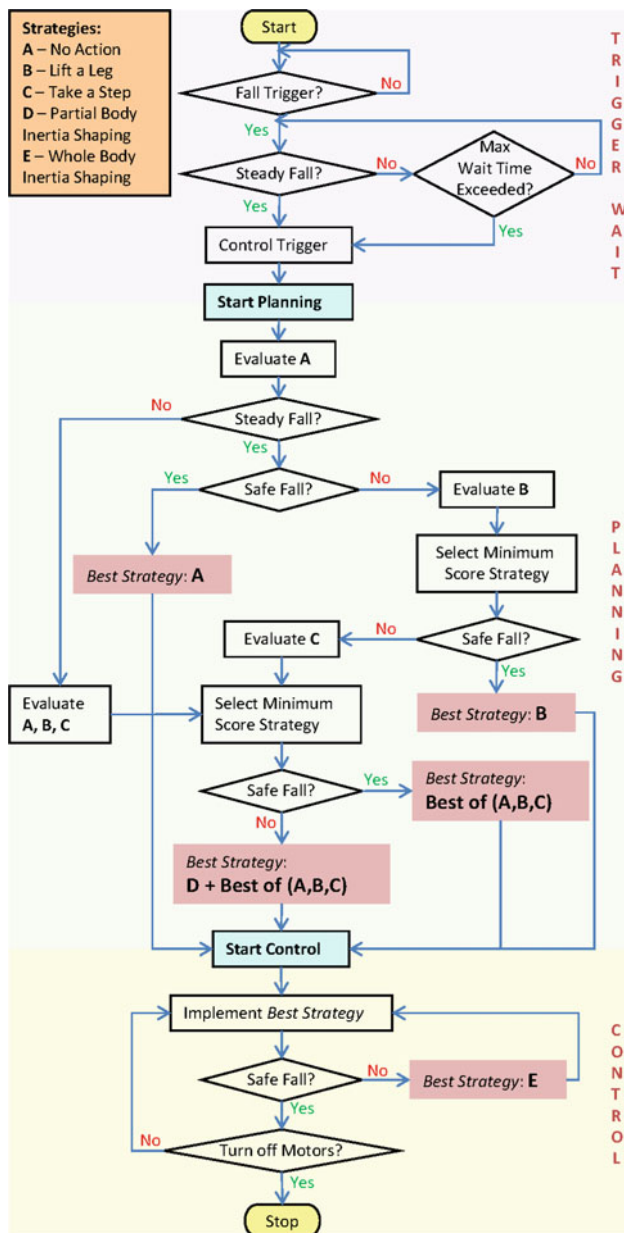 Strategies:
A – No Action
B – Lift a Leg
C – Take a Step
D – Partial Body
Inertia Shaping
E – Whole Body
Inertia Shaping
Start
Fall Trigger?
No
Yes
Steady Fall?
No
Max
Wait Time
Exceeded?
No
Yes
Yes
Control Trigger
TRIGGER WAIT
Start Planning
Evaluate A
No
Steady Fall?
Yes
Yes
Safe Fall?
No
Evaluate B
Best Strategy: A
Select Minimum
Score Strategy
Evaluate C
No
Safe Fall?
Yes
Evaluate
A, B, C
Select Minimum
Score Strategy
Best Strategy: B
Safe Fall?
Yes
Best Strategy:
Best of (A,B,C)
No
Best Strategy:
D + Best of (A,B,C)
PLANNING
Start Control
Implement Best Strategy
Safe Fall?
No
Best Strategy: E
Yes
No
Turn off Motors?
Yes
Stop
CONTROL